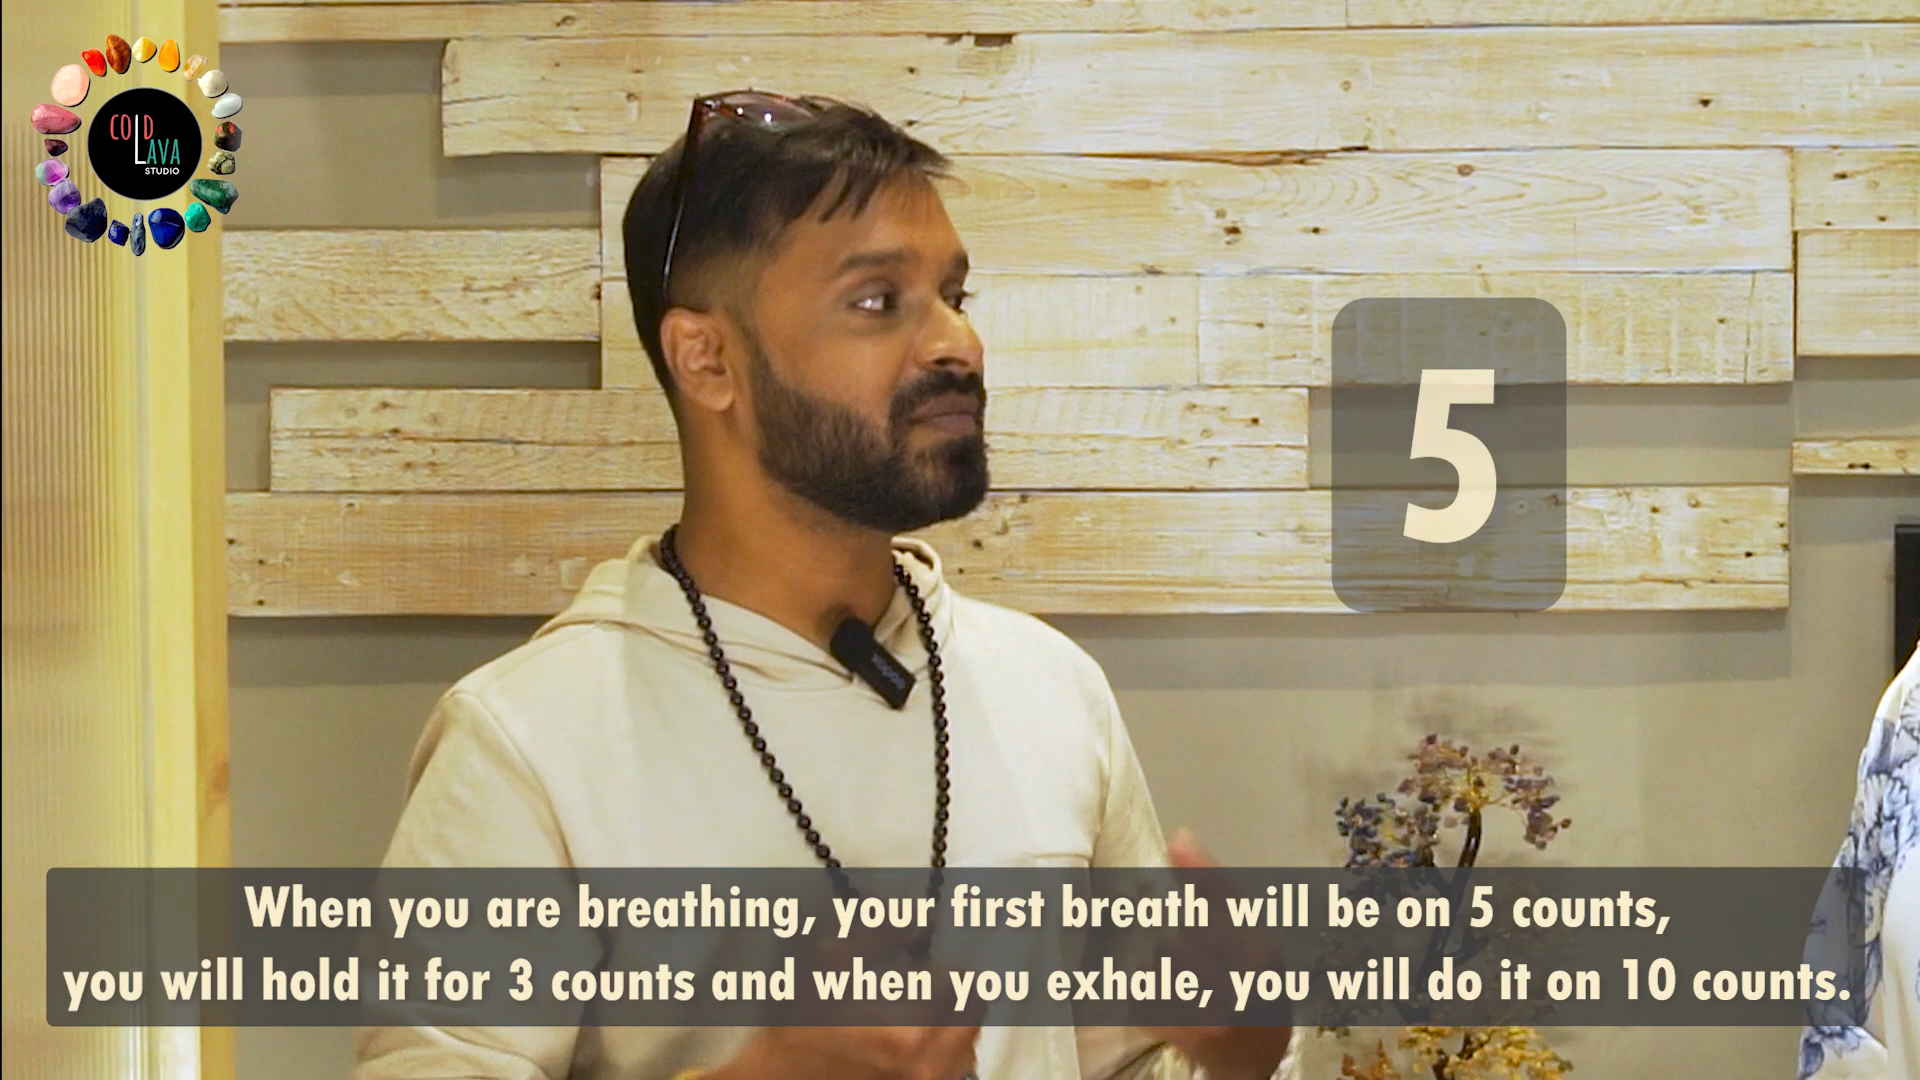 COLD
LAVA
STUDIO
5
When you are breathing, your first breath will be on 5 counts,
you will hold it for 3 counts and when you exhale, you will do it on 10 counts.